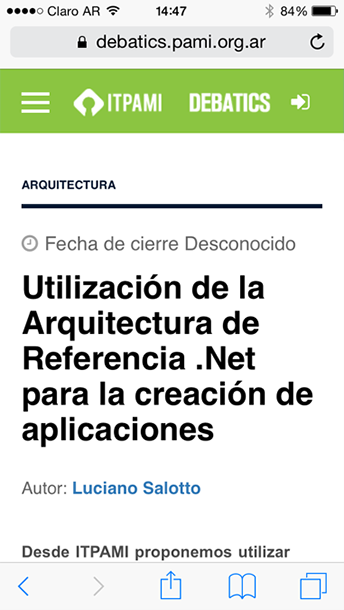 Claro AR 14:47 84%
debatics.pami.org.ar
ITPAMI DEBATICS
ARQUITECTURA
Fecha de cierre Desconocido
Utilización de la
Arquitectura de
Referencia .Net
para la creación de
aplicaciones
Autor: Luciano Salotto
Desde ITPAMI proponemos utilizar